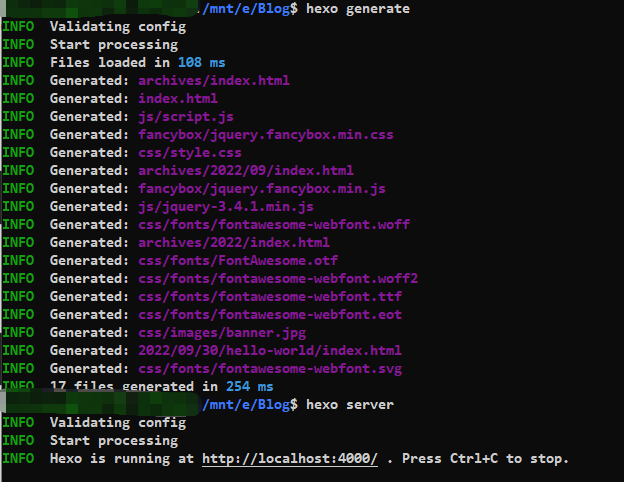 ./mnt/e/Blog$ hexo generate
INFO  Validating config
INFO  Start processing
INFO  Files loaded in 108 ms
INFO  Generated: archives/index.html
INFO  Generated: index.html
INFO  Generated: js/script.js
INFO  Generated: fancybox/jquery.fancybox.min.css
INFO  Generated: css/style.css
INFO  Generated: archives/2022/09/index.html
INFO  Generated: fancybox/jquery.fancybox.min.js
INFO  Generated: js/jquery-3.4.1.min.js
INFO  Generated: css/fonts/fontawesome-webfont.woff
INFO  Generated: archives/2022/index.html
INFO  Generated: css/fonts/FontAwesome.otf
INFO  Generated: css/fonts/fontawesome-webfont.woff2
INFO  Generated: css/fonts/fontawesome-webfont.ttf
INFO  Generated: css/fonts/fontawesome-webfont.eot
INFO  Generated: css/images/banner.jpg
INFO  Generated: 2022/09/30/hello-world/index.html
INFO  Generated: css/fonts/fontawesome-webfont.svg
INFO  17 files generated in 254 ms
/mnt/e/Blog$ hexo server
INFO  Validating config
INFO  Start processing
INFO  Hexo is running at http://localhost:4000/ . Press Ctrl+C to stop.